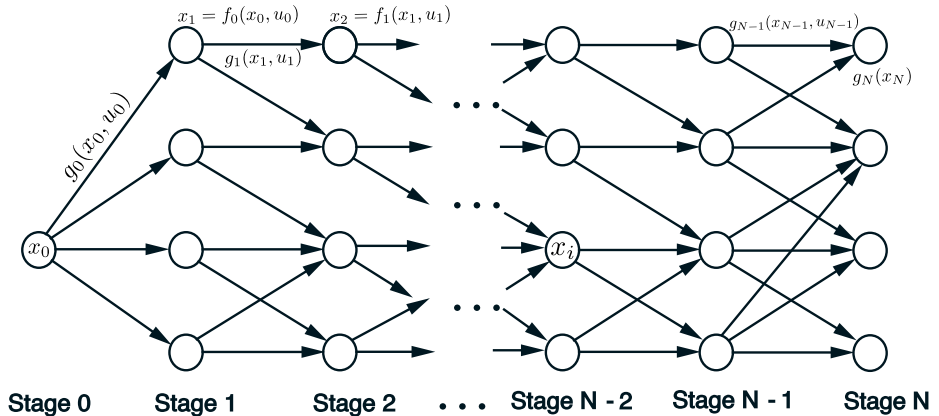 x_1 = f_0(x_0, u_0)
x_2 = f_1(x_1, u_1)
g_{N-1}(x_{N-1}, u_{N-1})
g_1(x_1, u_1)
g_N(x_N)
g_0(x_0, u_0)
...
...
x_0
x_i
...
Stage 0 Stage 1 Stage 2 ... Stage N - 2 Stage N - 1 Stage N